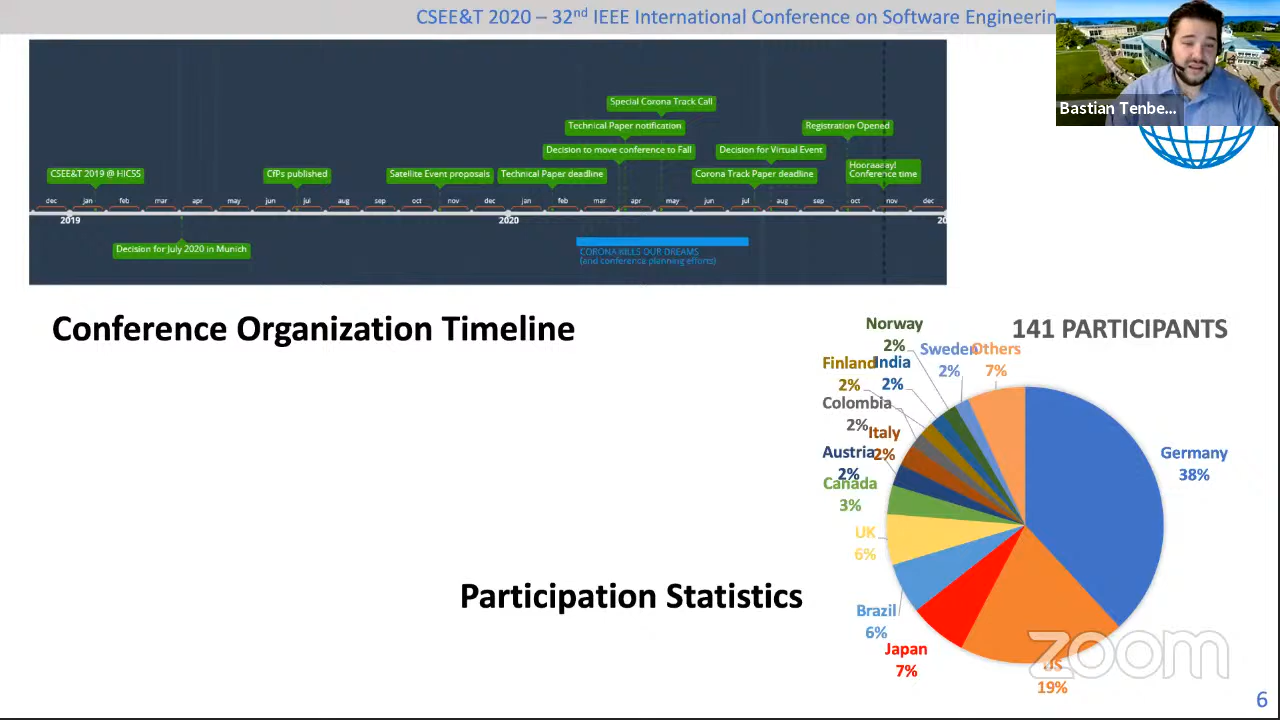 CSEE&T 2020 – 32nd IEEE International Conference on Software Engineerin
Bastian Tenbe...
Special Corona Track Call
Technical Paper notification
Registration Opened
Decision to move conference to Fall
Decision for Virtual Event
Hooraaay!
Conference time
CSEE&T 2019 @ HICSS
CfPs published
Satellite Event proposals
Technical Paper deadline
Corona Track Paper deadline
dec jan feb mar apr may jun jul aug sep oct nov dec jan feb mar apr may jun jul aug sep oct nov dec
2019 2020 20
Decision for July 2020 in Munich
CORONA KILLS OUR DREAMS
(and conference planning efforts)
Conference Organization Timeline
141 PARTICIPANTS
Norway
2%
Sweden
2%
Others
7%
Finland
2%
India
2%
Colombia
2%
Italy
2%
Austria
2%
Canada
3%
Germany
38%
UK
6%
Brazil
6%
Japan
7%
US
19%
Participation Statistics
zoom
6